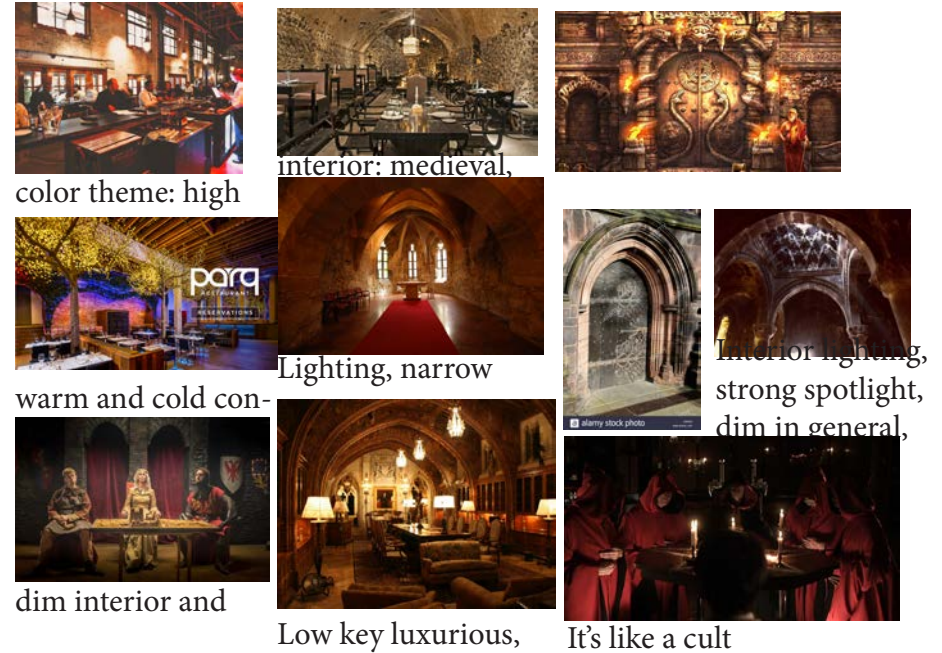 color theme: high
interior: medieval,
parq
RESTAURANT
RESERVATIONS
warm and cold con-
Lighting, narrow
Interior lighting,
strong spotlight,
dim in general,
alamy stock photo
dim interior and
Low key luxurious,
It's like a cult